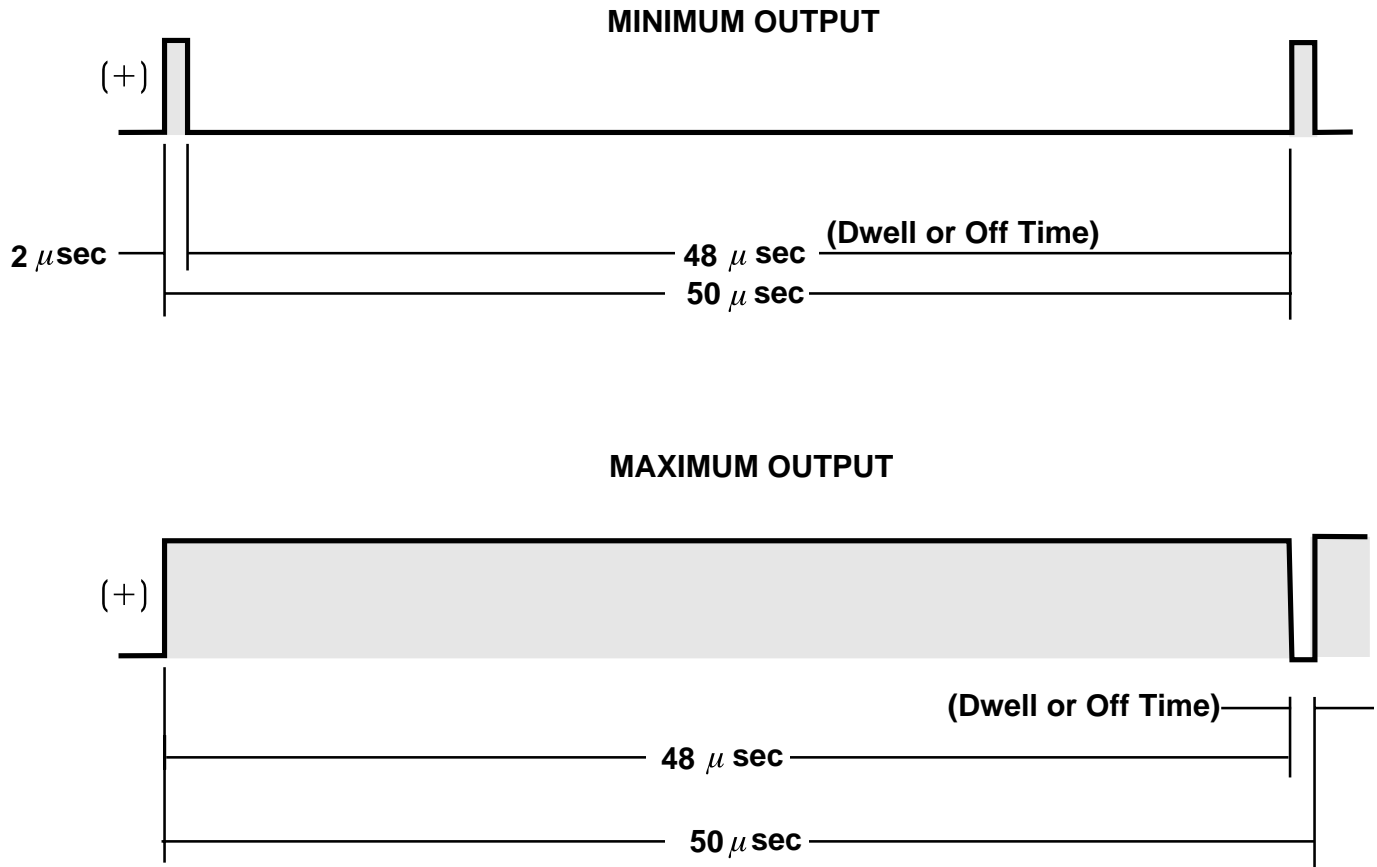 MINIMUM OUTPUT
(+)
(Dwell or Off Time)
2 μsec
48 μ sec
50 μ sec
MAXIMUM OUTPUT
(+)
(Dwell or Off Time)
48 μ sec
50 μ sec